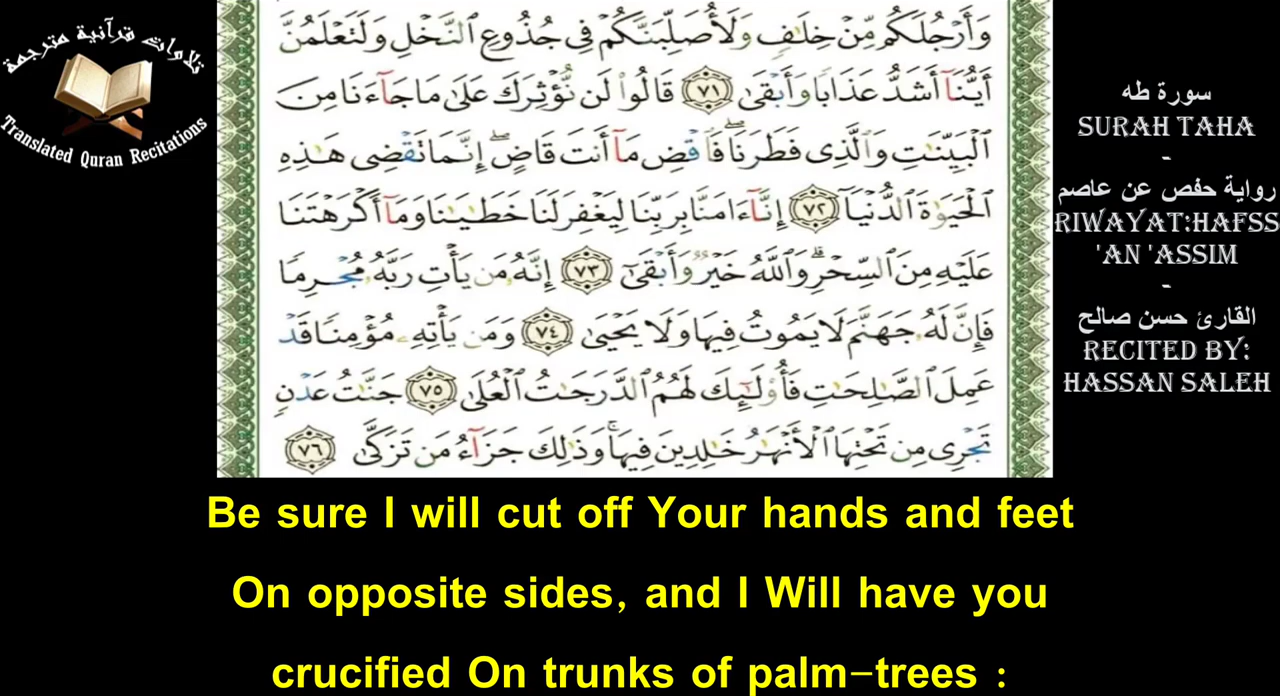 تلاوات قرآنية مترجمة
Translated Quran Recitations
وَأَرْجُلَكُم مِّنْ خِلَٰفٍ وَلَأُصَلِّبَنَّكُمْ فِي جُذُوعِ ٱلنَّخْلِ وَلَتَعْلَمُنَّ
أَيُّنَآ أَشَدُّ عَذَابًا وَأَبْقَىٰ ٧١ قَالُوا۟ لَن نُّؤْثِرَكَ عَلَىٰ مَا جَآءَنَا مِنَ
ٱلْبَيِّنَٰتِ وَٱلَّذِى فَطَرَنَا ۖ فَٱقْضِ مَآ أَنتَ قَاضٍ ۖ إِنَّمَا تَقْضِى هَٰذِهِ
ٱلْحَيَوٰةَ ٱلدُّنْيَآ ٧٢ إِنَّآ ءَامَنَّا بِرَبِّنَا لِيَغْفِرَ لَنَا خَطَٰيَٰنَا وَمَآ أَكْرَهْتَنَا
عَلَيْهِ مِنَ ٱلسِّحْرِ ۗ وَٱللَّهُ خَيْرٌ وَأَبْقَىٰٓ ٧٣ إِنَّهُۥ مَن يَأْتِ رَبَّهُۥ مُجْرِمًا
فَإِنَّ لَهُۥ جَهَنَّمَ لَا يَمُوتُ فِيهَا وَلَا يَحْيَىٰ ٧٤ وَمَن يَأْتِهِۦ مُؤْمِنًا قَدْ
عَمِلَ ٱلصَّٰلِحَٰتِ فَأُو۟لَٰٓئِكَ لَهُمُ ٱلدَّرَجَٰتُ ٱلْعُلَىٰ ٧٥ جَنَّٰتُ عَدْنٍ
تَجْرِى مِن تَحْتِهَا ٱلْأَنْهَٰرُ خَٰلِدِينَ فِيهَا ۚ وَذَٰلِكَ جَزَآءُ مَن تَزَكَّىٰ ٧٦
سورة طه
SURAH TAHA
-
رواية حفص عن عاصم
RIWAYAT:HAFSS
'AN 'ASSIM
-
القارئ حسن صالح
RECITED BY:
HASSAN SALEH
Be sure I will cut off Your hands and feet
On opposite sides, and I Will have you
crucified On trunks of palm-trees :